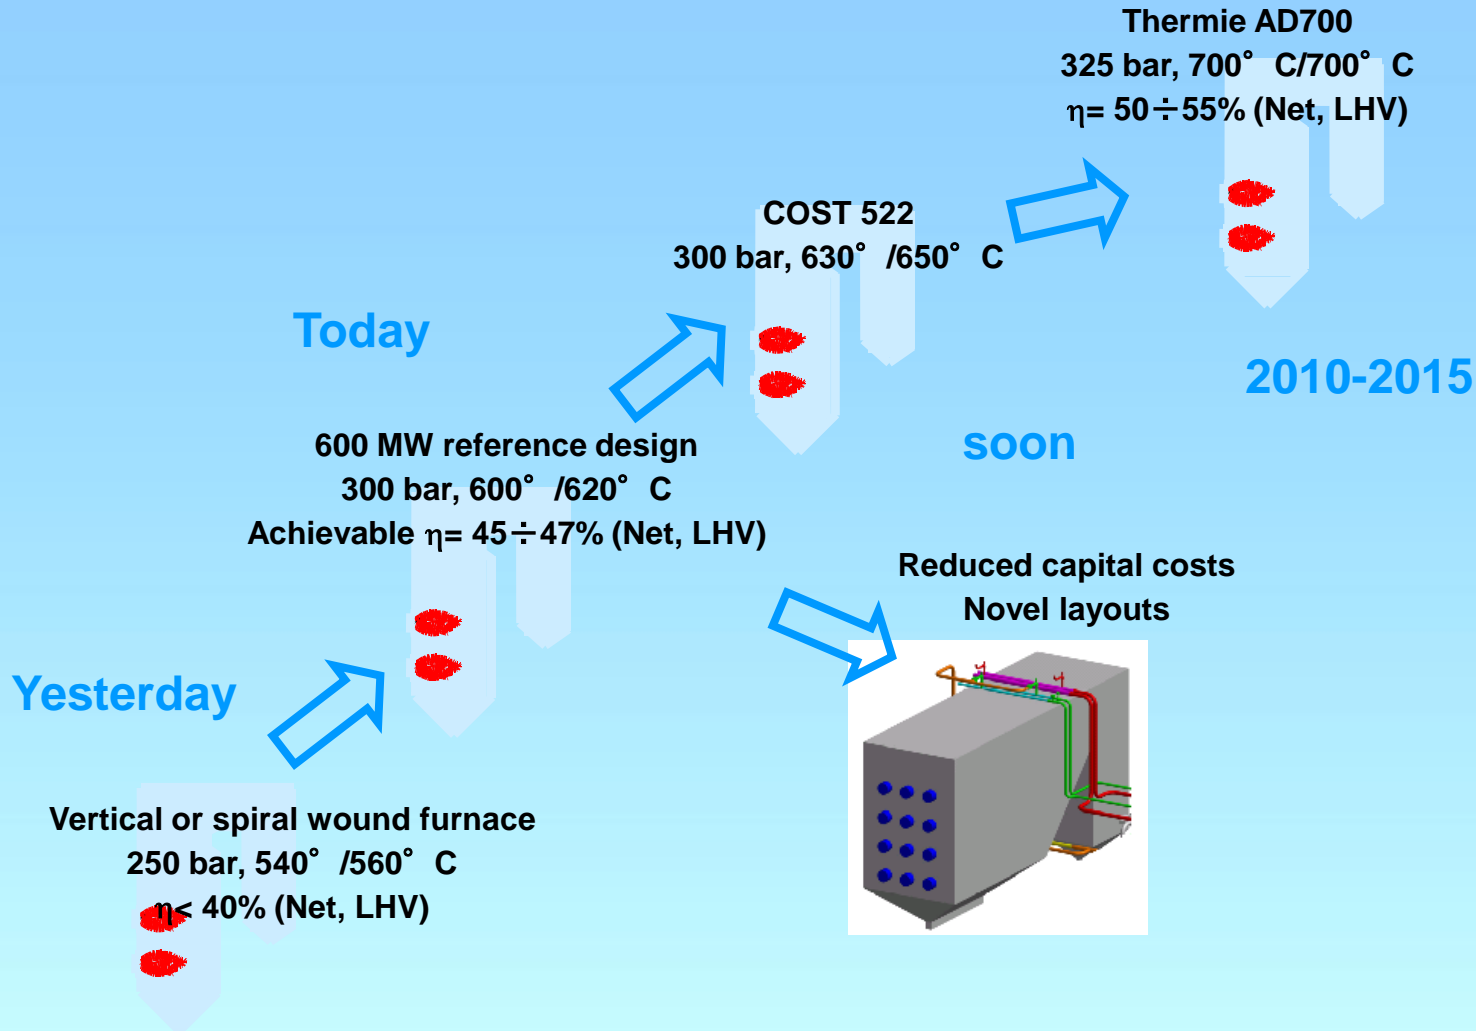 Thermie AD700
325 bar, 700° C/700° C
η= 50÷55% (Net, LHV)
COST 522
300 bar, 630° /650° C
Today
2010-2015
soon
600 MW reference design
300 bar, 600° /620° C
Achievable η= 45÷47% (Net, LHV)
Reduced capital costs
Novel layouts
Yesterday
Vertical or spiral wound furnace
250 bar, 540° /560° C
η< 40% (Net, LHV)